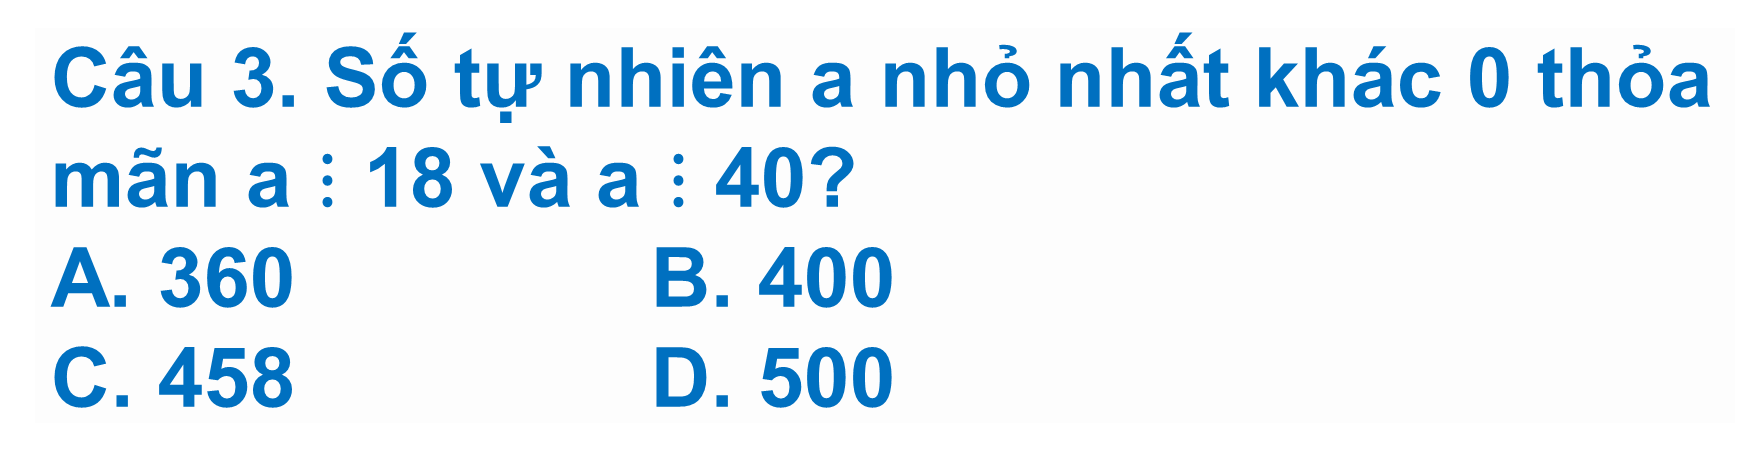 Câu 3. Số tự nhiên a nhỏ nhất khác 0 thỏa
mãn a ⋮ 18 và a ⋮ 40?
A. 360 B. 400
C. 458 D. 500